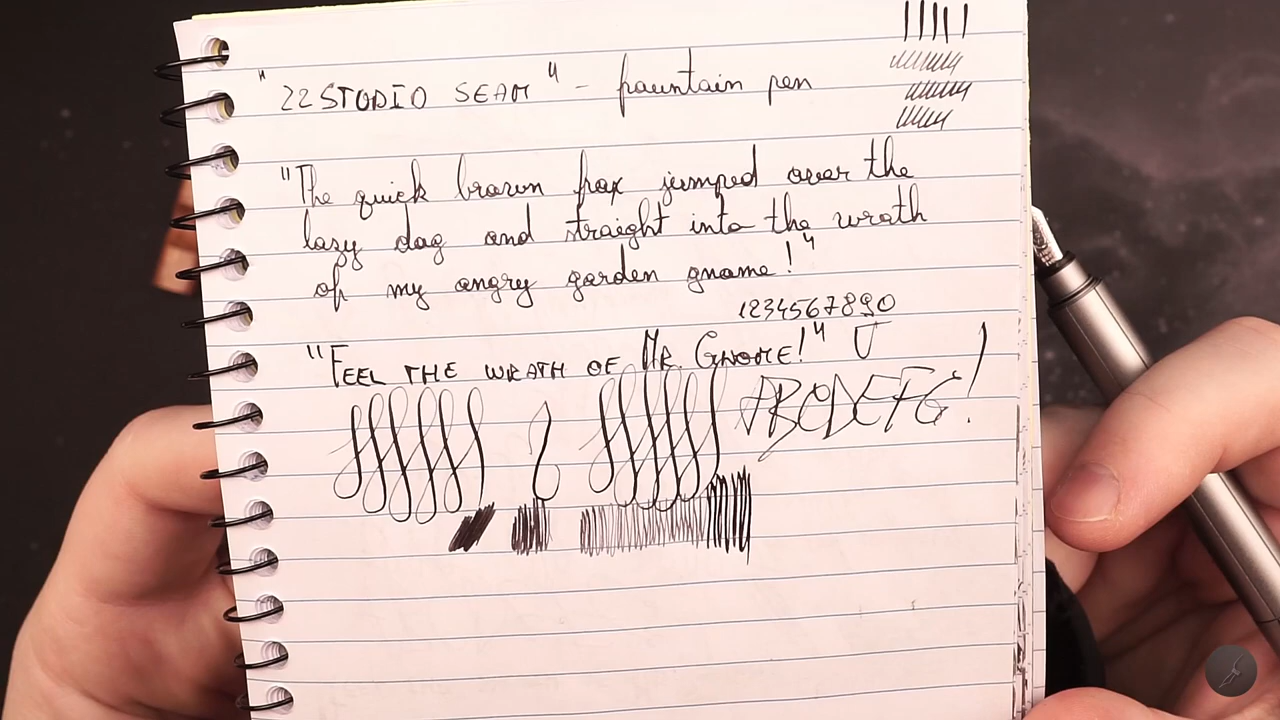 "22STUDIO SEAM" - fountain pen
"The quick brown fox jumped over the
lazy dog and straight into the wrath
of my angry garden gnome!"
1234567890
"FEEL THE WRATH OF MR. GNOME!"
ABCDEFG!